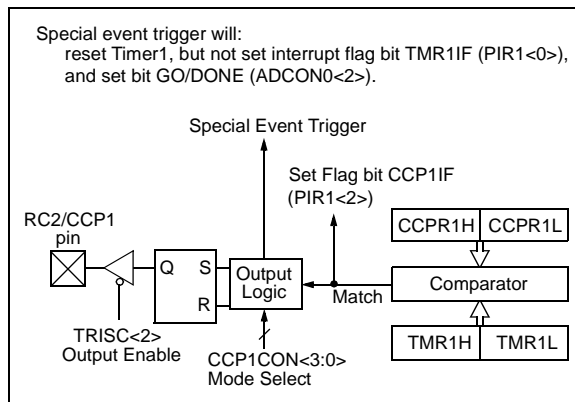 Special event trigger will:
reset Timer1, but not set interrupt flag bit TMR1IF (PIR1<0>),
and set bit GO/DONE (ADCON0<2>).
Special Event Trigger
Set Flag bit CCP1IF
(PIR1<2>)
RC2/CCP1
pin
CCPR1H CCPR1L
Q S
R
Output
Logic
Match
Comparator
TRISC<2>
Output Enable
CCP1CON<3:0>
Mode Select
TMR1H TMR1L